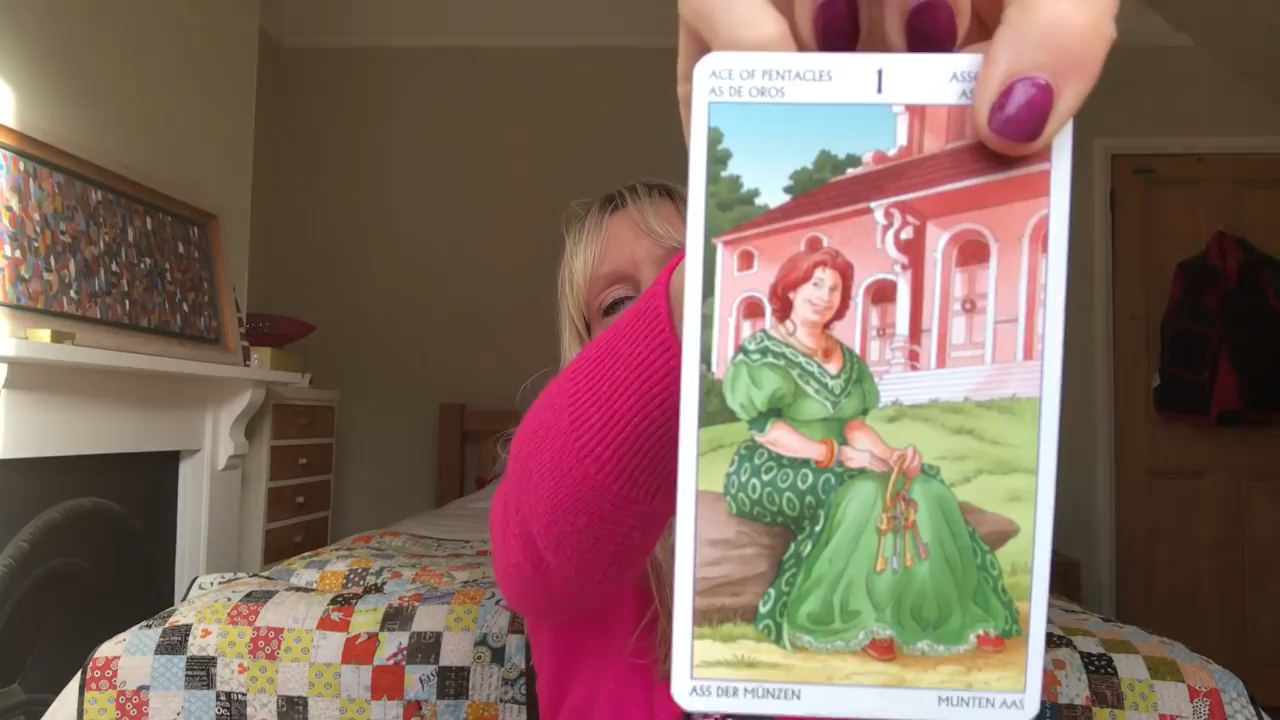 ACE OF PENTACLES
AS DE OROS
1
ASS DER MÜNZEN
MUNTEN AAS